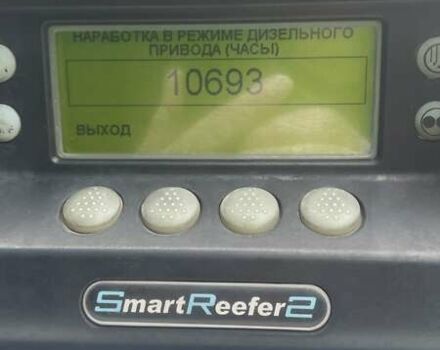 НАРАБОТКА В РЕЖИМЕ ДИЗЕЛЬНОГО
ПРИВОДА (ЧАСЫ)
10693
ВЫХОД
SmartReefer2